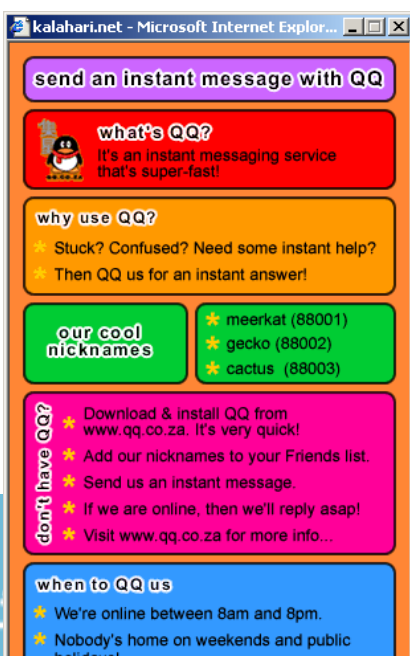 kalahari.net - Microsoft Internet Explor...
send an instant message with QQ
what's QQ?
It's an instant messaging service
that's super-fast!
why use QQ?
* Stuck? Confused? Need some instant help?
* Then QQ us for an instant answer!
our cool
nicknames
* meerkat (88001)
* gecko (88002)
* cactus (88003)
don't have QQ?
* Download & install QQ from
www.qq.co.za. It's very quick!
* Add our nicknames to your Friends list.
* Send us an instant message.
* If we are online, then we'll reply asap!
* Visit www.qq.co.za for more info...
when to QQ us
* We're online between 8am and 8pm.
* Nobody's home on weekends and public